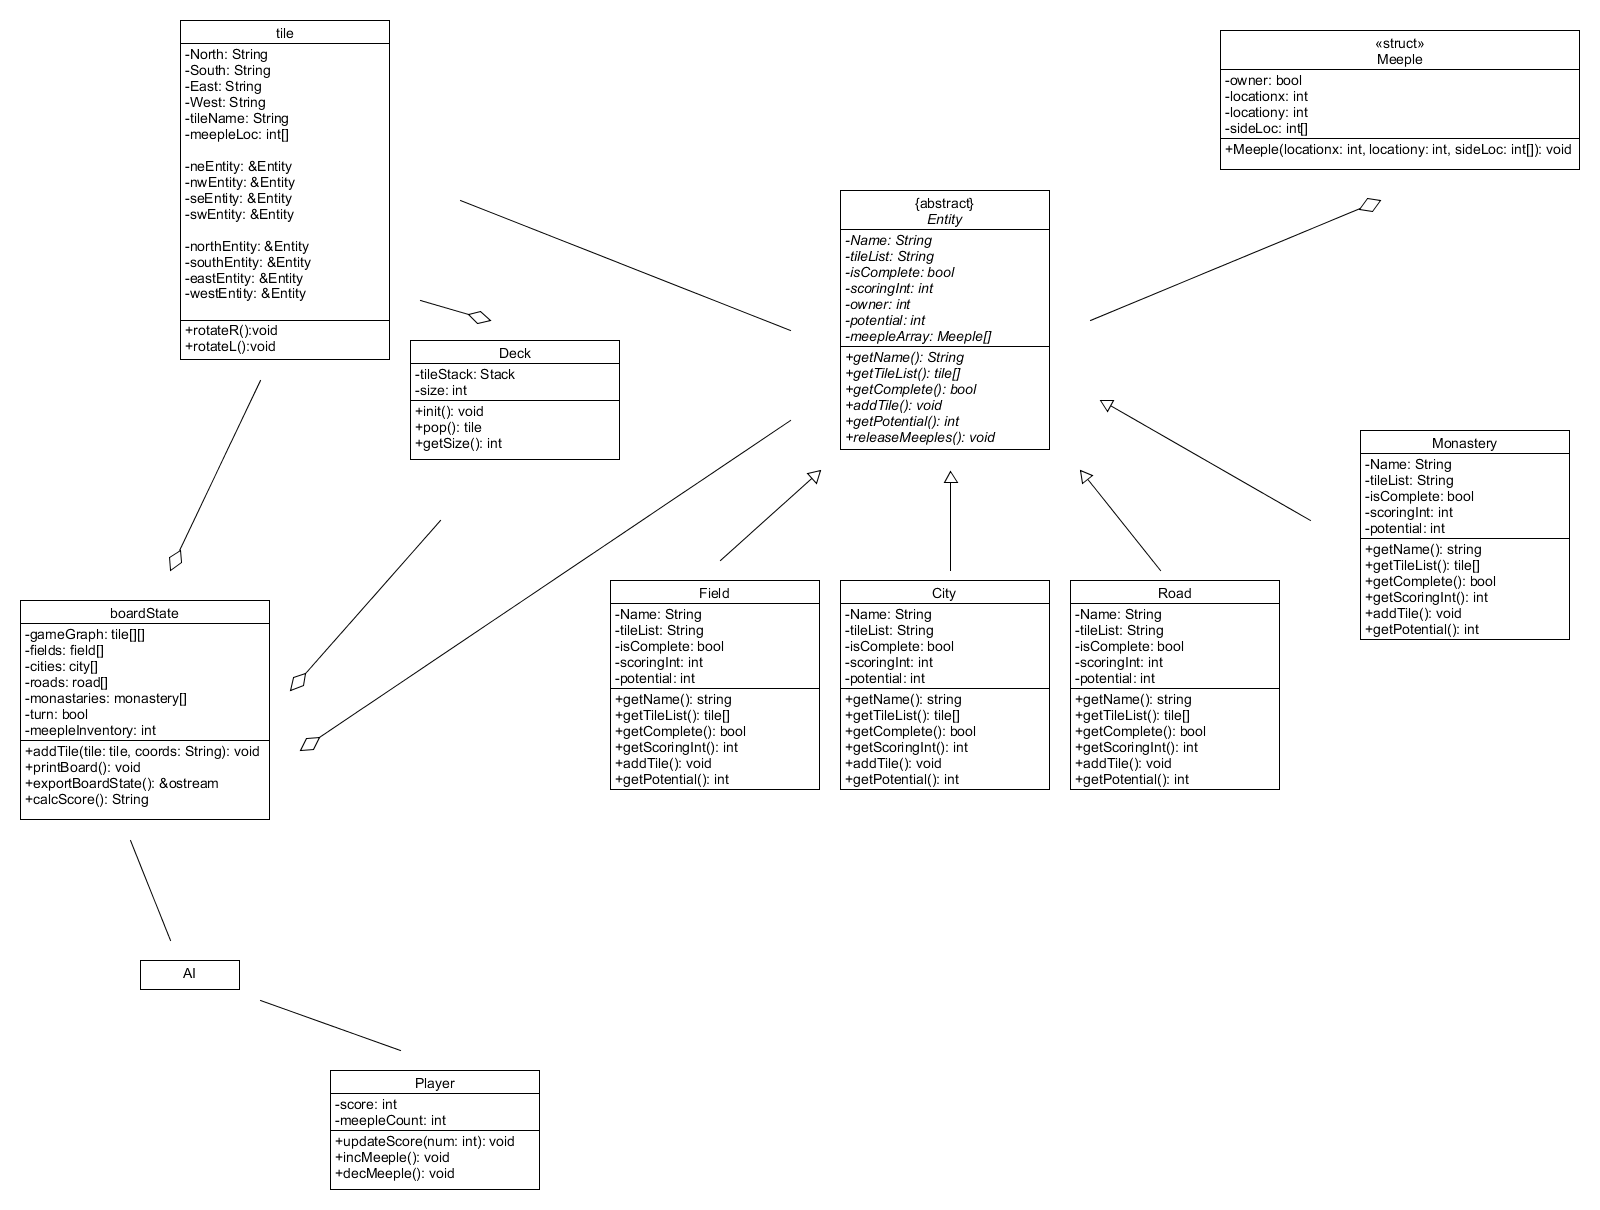 tile
-North: String
-South: String
-East: String
-West: String
-tileName: String
-meepleLoc: int[]
-neEntity: &Entity
-nwEntity: &Entity
-seEntity: &Entity
-swEntity: &Entity
-northEntity: &Entity
-southEntity: &Entity
-eastEntity: &Entity
-westEntity: &Entity
+rotateR():void
+rotateL():void
«struct»
Meeple
-owner: bool
-locationx: int
-locationy: int
-sideLoc: int[]
+Meeple(locationx: int, locationy: int, sideLoc: int[]): void
{abstract}
Entity
-Name: String
-tileList: String
-isComplete: bool
-scoringInt: int
-owner: int
-potential: int
-meepleArray: Meeple[]
+getName(): String
+getTileList(): tile[]
+getComplete(): bool
+addTile(): void
+getPotential(): int
+releaseMeeples(): void
Deck
-tileStack: Stack
-size: int
+init(): void
+pop(): tile
+getSize(): int
Monastery
-Name: String
-tileList: String
-isComplete: bool
-scoringInt: int
-potential: int
+getName(): string
+getTileList(): tile[]
+getComplete(): bool
+getScoringInt(): int
+addTile(): void
+getPotential(): int
boardState
-gameGraph: tile[][]
-fields: field[]
-cities: city[]
-roads: road[]
-monastaries: monastery[]
-turn: bool
-meepleInventory: int
+addTile(tile: tile, coords: String): void
+printBoard(): void
+exportBoardState(): &ostream
+calcScore(): String
Field
-Name: String
-tileList: String
-isComplete: bool
-scoringInt: int
-potential: int
+getName(): string
+getTileList(): tile[]
+getComplete(): bool
+getScoringInt(): int
+addTile(): void
+getPotential(): int
City
-Name: String
-tileList: String
-isComplete: bool
-scoringInt: int
-potential: int
+getName(): string
+getTileList(): tile[]
+getComplete(): bool
+getScoringInt(): int
+addTile(): void
+getPotential(): int
Road
-Name: String
-tileList: String
-isComplete: bool
-scoringInt: int
-potential: int
+getName(): string
+getTileList(): tile[]
+getComplete(): bool
+getScoringInt(): int
+addTile(): void
+getPotential(): int
AI
Player
-score: int
-meepleCount: int
+updateScore(num: int): void
+incMeeple(): void
+decMeeple(): void